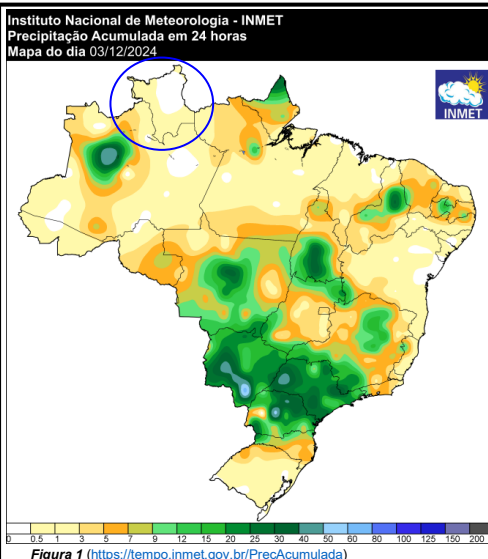 Instituto Nacional de Meteorologia - INMET
Precipitação Acumulada em 24 horas
Mapa do dia 03/12/2024
INMET
0 0.5 1 3 5 7 9 12 15 20 25 30 40 50 60 80 100 125 150 200
Figura 1 (https://tempo.inmet.gov.br/PrecAcumulada)